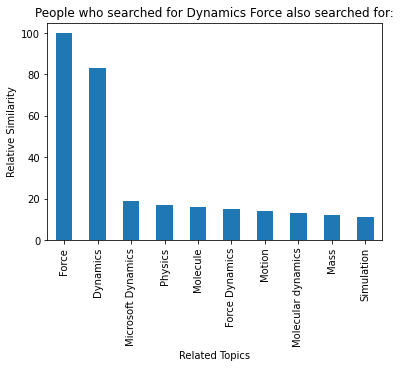 People who searched for Dynamics Force also searched for:
Relative Similarity
100
80
60
40
20
0
Force
Dynamics
Microsoft Dynamics
Physics
Molecule
Force Dynamics
Motion
Molecular dynamics
Mass
Simulation
Related Topics